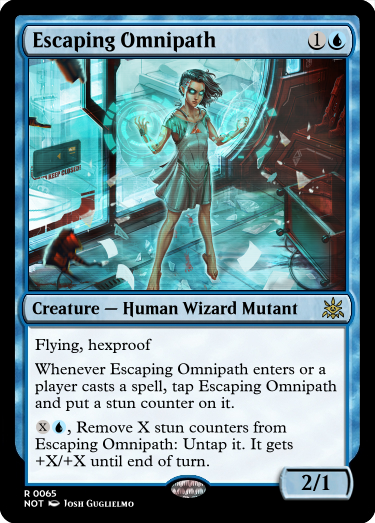 Escaping Omnipath 1
KEEP CLOSED!
Creature — Human Wizard Mutant
Flying, hexproof
Whenever Escaping Omnipath enters or a
player casts a spell, tap Escaping Omnipath
and put a stun counter on it.
X, Remove X stun counters from
Escaping Omnipath: Untap it. It gets
+X/+X until end of turn.
2/1
R 0065
NOT Josh Guglielmo